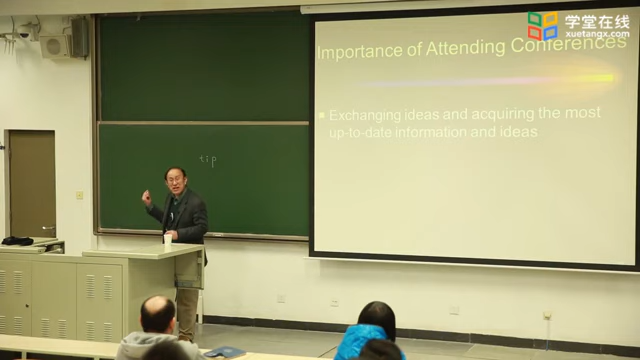 学堂在线
xuetangx.com
Importance of Attending Conferences
Exchanging ideas and acquiring the most
up-to-date information and ideas
tip